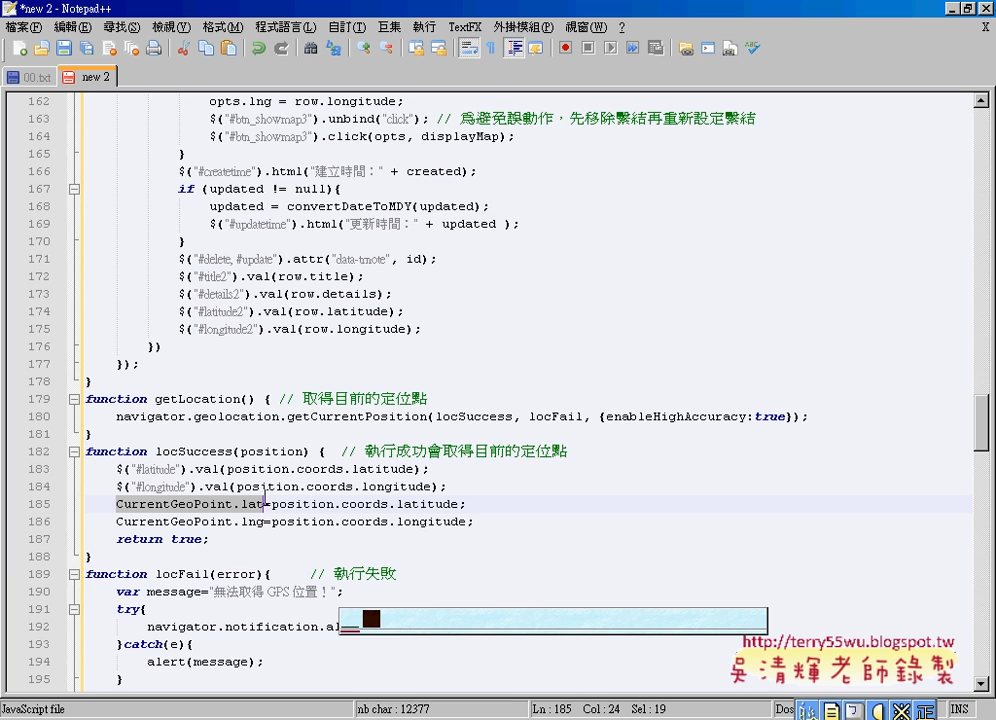 *new 2 - Notepad++
檔案(F) 編輯(E) 尋找(S) 檢視(V) 格式(M) 程式語言(L) 自訂(T) 巨集 執行 TextFX 外掛模組(P) 視窗(W) ? X
00.txt new 2
162 opts.lng = row.longitude;
163 $("#btn_showmap3").unbind("click"); // 為避免誤動作，先移除繫結再重新設定繫結
164 $("#btn_showmap3").click(opts, displayMap);
165 }
166 $("#createtime").html("建立時間：" + created);
167 if (updated != null){
168 updated = convertDateToMDY(updated);
169 $("#updatetime").html("更新時間：" + updated );
170 }
171 $("#delete, #update").attr("data-trnote", id);
172 $("#title2").val(row.title);
173 $("#details2").val(row.details);
174 $("#latitude2").val(row.latitude);
175 $("#longitude2").val(row.longitude);
176 })
177 });
178 }
179 function getLocation() { // 取得目前的定位點
180 navigator.geolocation.getCurrentPosition(locSuccess, locFail, {enableHighAccuracy:true});
181 }
182 function locSuccess(position) { // 執行成功會取得目前的定位點
183 $("#latitude").val(position.coords.latitude);
184 $("#longitude").val(position.coords.longitude);
185 CurrentGeoPoint.lat=position.coords.latitude;
186 CurrentGeoPoint.lng=position.coords.longitude;
187 return true;
188 }
189 function locFail(error){ // 執行失敗
190 var message="無法取得 GPS 位置！";
191 try{
192 navigator.notification.al
193 }catch(e){
194 alert(message);
195 }
http://terry55wu.blogspot.tw
吳清輝老師錄製
JavaScript file nb char : 12377 Ln : 185 Col : 24 Sel : 19 Dos INS